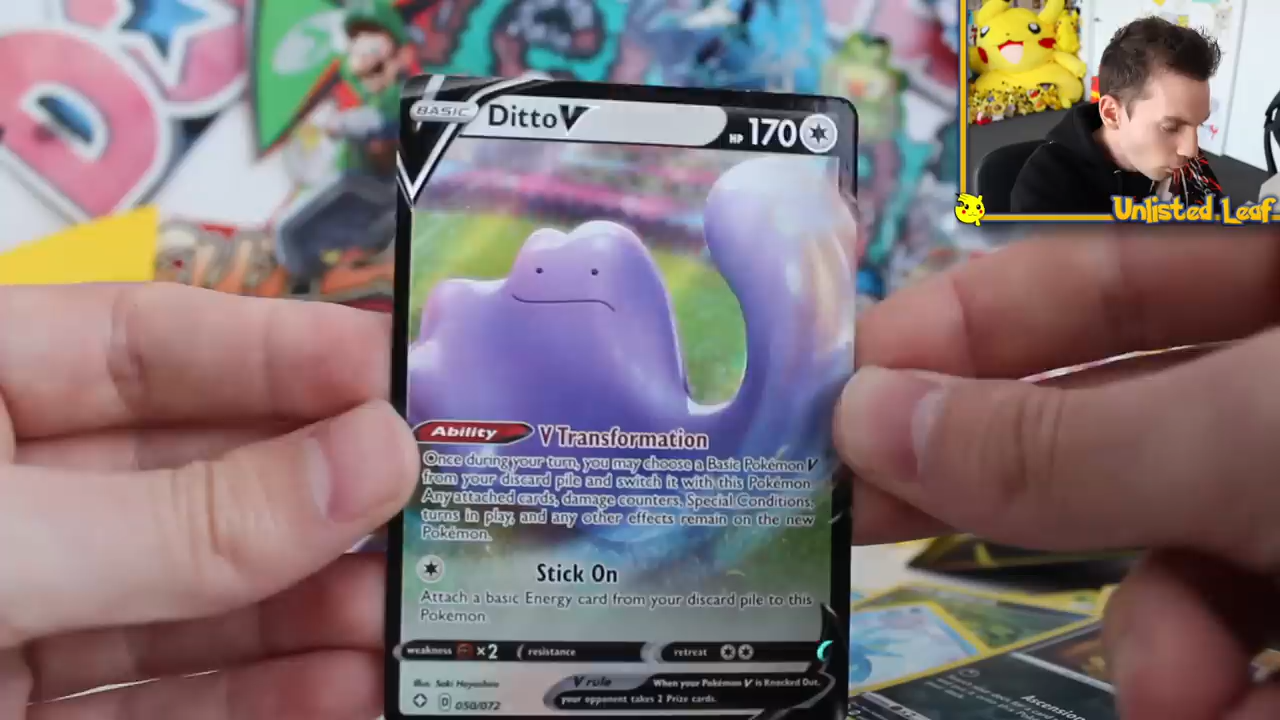 BASIC
Ditto V
HP 170
Unlisted.Leaf
Ability V Transformation
Once during your turn, you may choose a Basic Pokémon V
from your discard pile and switch it with this Pokémon.
Any attached cards, damage counters, Special Conditions,
turns in play, and any other effects remain on the new
Pokémon.
Stick On
Attach a basic Energy card from your discard pile to this
Pokémon.
weakness ×2 resistance retreat
Illus. Saki Hayashiro
D 050/072
V rule When your Pokémon V is Knocked Out,
your opponent takes 2 Prize cards.
Ascension